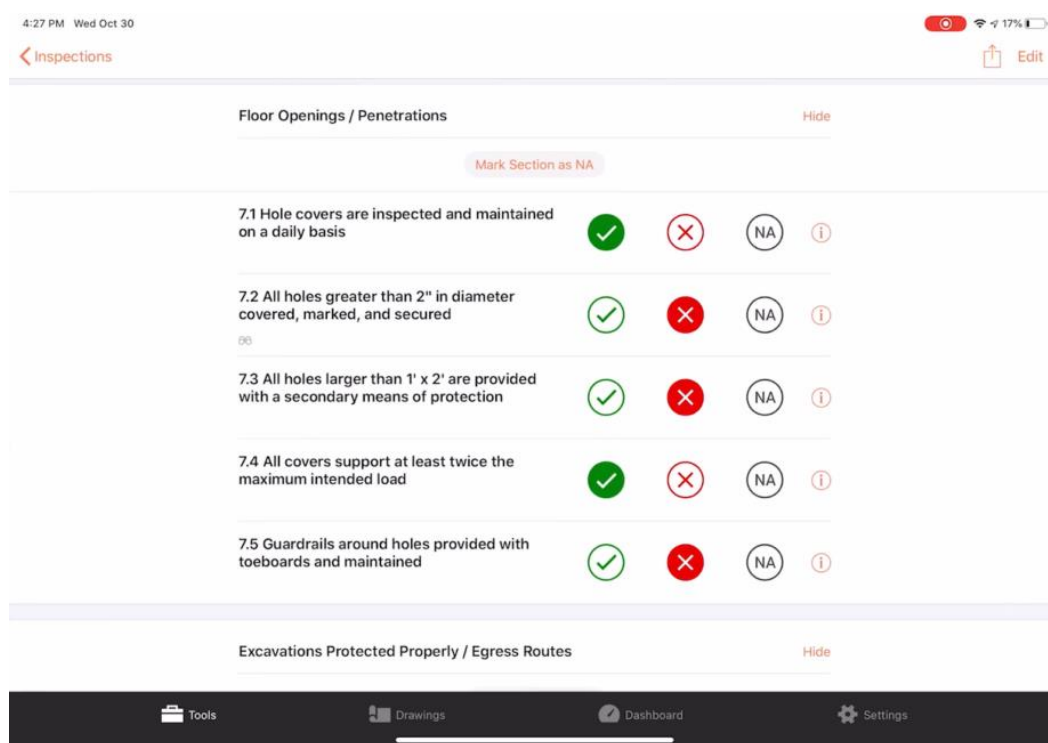 4:27 PM Wed Oct 30
17%
Inspections
Edit
Floor Openings / Penetrations
Hide
Mark Section as NA
7.1 Hole covers are inspected and maintained
on a daily basis
NA
7.2 All holes greater than 2" in diameter
covered, marked, and secured
NA
7.3 All holes larger than 1' x 2' are provided
with a secondary means of protection
NA
7.4 All covers support at least twice the
maximum intended load
NA
7.5 Guardrails around holes provided with
toeboards and maintained
NA
Excavations Protected Properly / Egress Routes
Hide
Tools
Drawings
Dashboard
Settings